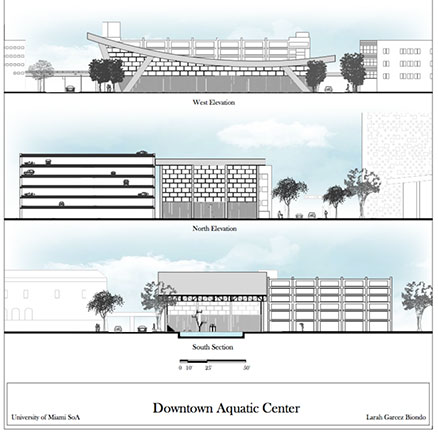 West Elevation
North Elevation
South Section
0 10' 25' 50'
Downtown Aquatic Center
University of Miami SoA
Larah Garcez Biondo